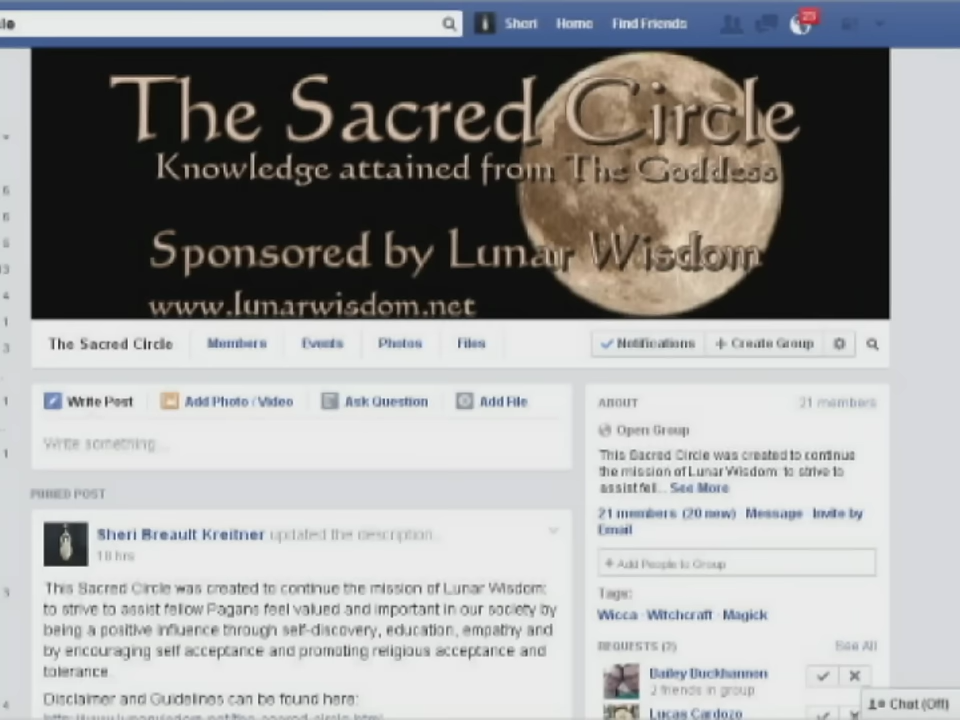 cle
Sheri Home Find Friends
The Sacred Circle
Knowledge attained from The Goddess
Sponsored by Lunar Wisdom
www.lunarwisdom.net
The Sacred Circle Members Events Photos Files Notifications + Create Group
Write Post Add Photo / Video Ask Question Add File
Write something...
ABOUT 21 members
Open Group
This Sacred Circle was created to continue
the mission of Lunar Wisdom: to strive to
assist fel... See More
21 members (20 new) · Message · Invite by
Email
+ Add People to Group
Tags:
Wicca · Witchcraft · Magick
REQUESTS (2) See All
Bailey Buckhannon
2 friends in group
Lucas Cardozo
PINNED POST
Sheri Breault Kreitner updated the description.
18 hrs
This Sacred Circle was created to continue the mission of Lunar Wisdom:
to strive to assist fellow Pagans feel valued and important in our society by
being a positive influence through self-discovery, education, empathy and
by encouraging self acceptance and promoting religious acceptance and
tolerance.
Disclaimer and Guidelines can be found here:
Chat (Off)